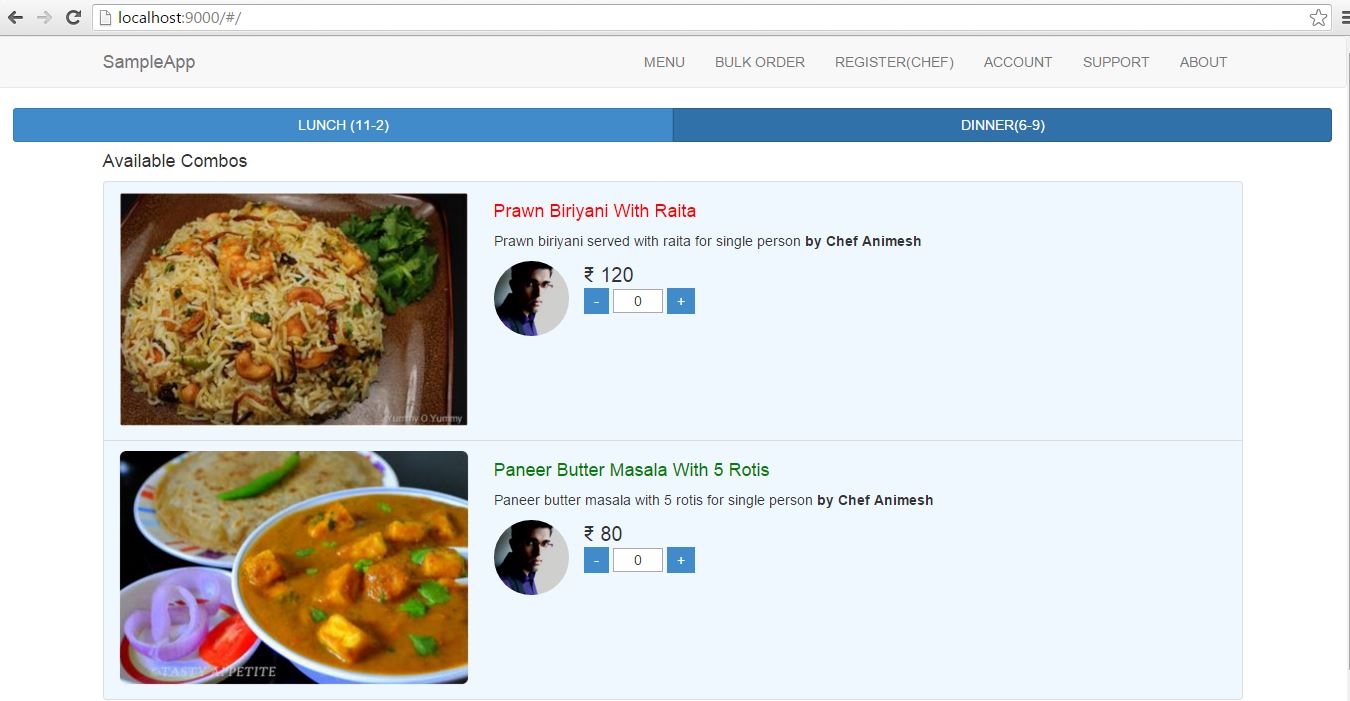 localhost:9000/#/
SampleApp MENU BULK ORDER REGISTER(CHEF) ACCOUNT SUPPORT ABOUT
LUNCH (11-2) DINNER(6-9)
Available Combos
Prawn Biriyani With Raita
Prawn biriyani served with raita for single person by Chef Animesh
₹ 120
- 0 +
Yummy O Yummy
Paneer Butter Masala With 5 Rotis
Paneer butter masala with 5 rotis for single person by Chef Animesh
₹ 80
- 0 +
TASTY APPETITE